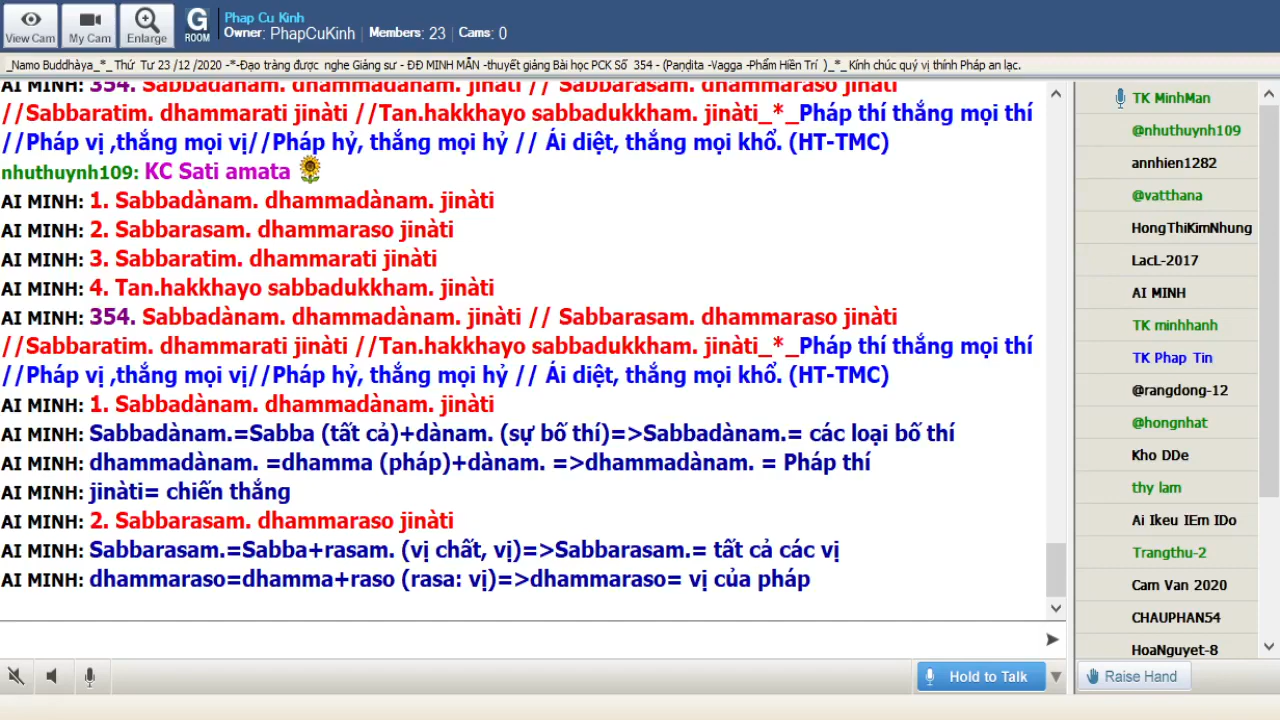 Phap Cu Kinh
View Cam My Cam Enlarge G ROOM Owner: PhapCuKinh Members: 23 Cams: 0
_Namo Buddhàya_*_ Thứ Tư 23 /12 /2020 -*-Đạo tràng được nghe Giảng sư - ĐĐ MINH MẪN -thuyết giảng Bài học PCK Số 354 - (Paṇḍita -Vagga -Phẩm Hiền Trí )_*_Kính chúc quý vị thính Pháp an lạc.
AI MINH: 354. Sabbadànam. dhammadànam. jinàti // Sabbarasam. dhammaraso jinàti
//Sabbaratim. dhammarati jinàti //Tan.hakkhayo sabbadukkham. jinàti_*_Pháp thí thắng mọi thí
//Pháp vị ,thắng mọi vị//Pháp hỷ, thắng mọi hỷ // Ái diệt, thắng mọi khổ. (HT-TMC)
nhuthuynh109: KC Sati amata
AI MINH: 1. Sabbadànam. dhammadànam. jinàti
AI MINH: 2. Sabbarasam. dhammaraso jinàti
AI MINH: 3. Sabbaratim. dhammarati jinàti
AI MINH: 4. Tan.hakkhayo sabbadukkham. jinàti
AI MINH: 354. Sabbadànam. dhammadànam. jinàti // Sabbarasam. dhammaraso jinàti
//Sabbaratim. dhammarati jinàti //Tan.hakkhayo sabbadukkham. jinàti_*_Pháp thí thắng mọi thí
//Pháp vị ,thắng mọi vị//Pháp hỷ, thắng mọi hỷ // Ái diệt, thắng mọi khổ. (HT-TMC)
AI MINH: 1. Sabbadànam. dhammadànam. jinàti
AI MINH: Sabbadànam.=Sabba (tất cả)+dànam. (sự bố thí)=>Sabbadànam.= các loại bố thí
AI MINH: dhammadànam. =dhamma (pháp)+dànam. =>dhammadànam. = Pháp thí
AI MINH: jinàti= chiến thắng
AI MINH: 2. Sabbarasam. dhammaraso jinàti
AI MINH: Sabbarasam.=Sabba+rasam. (vị chất, vị)=>Sabbarasam.= tất cả các vị
AI MINH: dhammaraso=dhamma+raso (rasa: vị)=>dhammaraso= vị của pháp
Hold to Talk
TK MinhMan
@nhuthuynh109
annhien1282
@vatthana
HongThiKimNhung
LacL-2017
AI MINH
TK minhhanh
TK Phap Tin
@rangdong-12
@hongnhat
Kho DDe
thy lam
Ai Ikeu IEm IDo
Trangthu-2
Cam Van 2020
CHAUPHAN54
HoaNguyet-8
Raise Hand